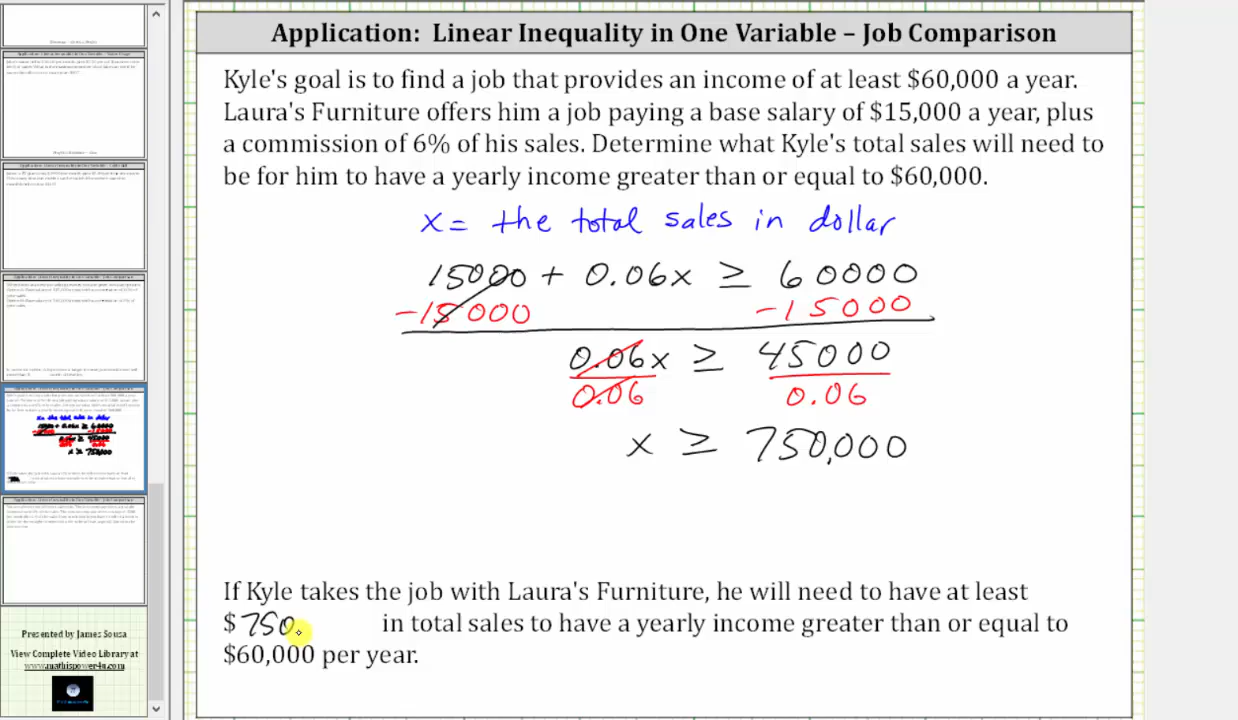 Application: Linear Inequality in One Variable – Job Comparison
Kyle's goal is to find a job that provides an income of at least $60,000 a year.
Laura's Furniture offers him a job paying a base salary of $15,000 a year, plus
a commission of 6% of his sales. Determine what Kyle's total sales will need to
be for him to have a yearly income greater than or equal to $60,000.
x = the total sales in dollar
15000 + 0.06x ≥ 60000
-15000 -15000
0.06x ≥ 45000
0.06 0.06
x ≥ 750,000
If Kyle takes the job with Laura's Furniture, he will need to have at least
$750 in total sales to have a yearly income greater than or equal to
$60,000 per year.
Presented by James Sousa
View Complete Video Library at
www.mathispower4u.com